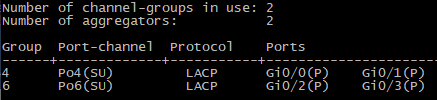 Number of channel-groups in use: 2
Number of aggregators:           2

Group  Port-channel  Protocol    Ports
------+-------------+-----------+-----------------------------------------------
4      Po4(SU)         LACP      Gi0/0(P)    Gi0/1(P)
6      Po6(SU)         LACP      Gi0/2(P)    Gi0/3(P)